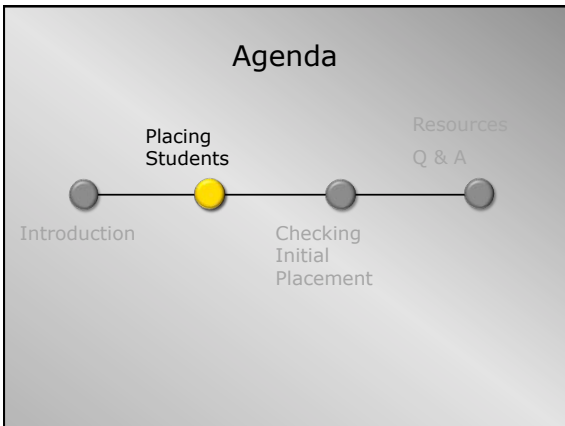 Agenda
Resources
Q & A
Placing
Students
Introduction
Checking
Initial
Placement